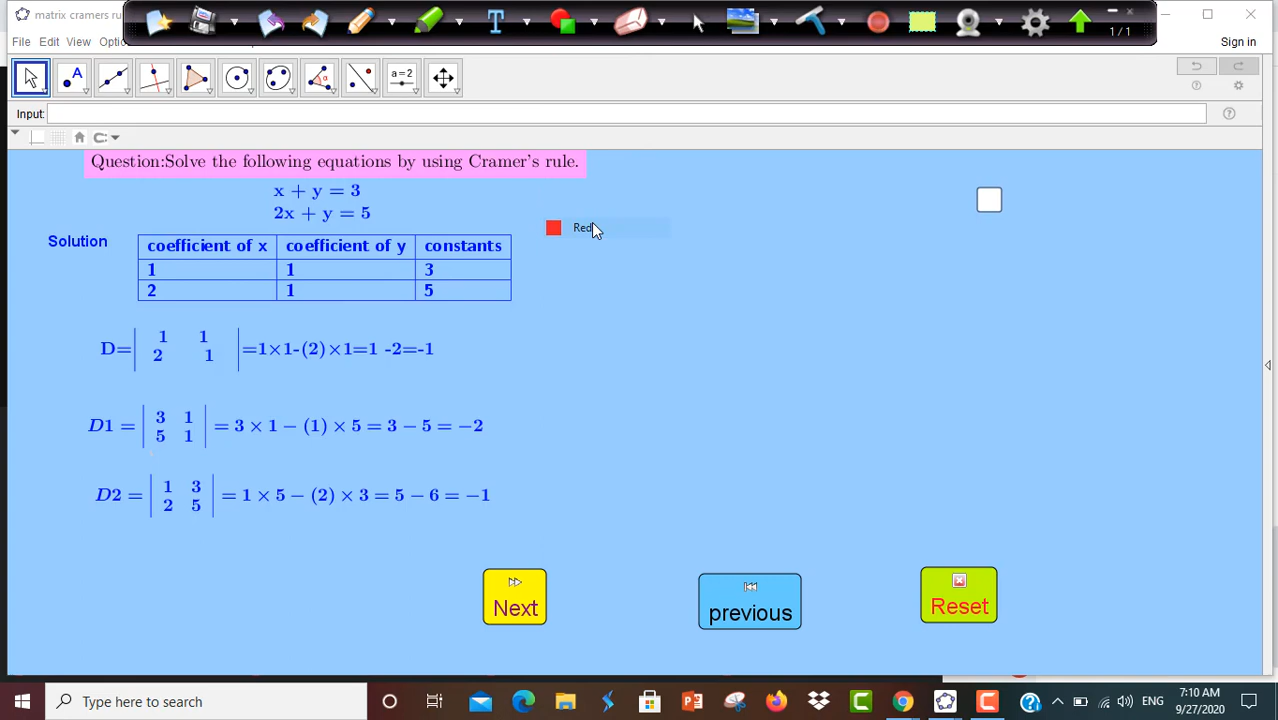 matrix cramers ru
1/1
File Edit View Optio
Sign in
A
α
a=2
Input:
Question:Solve the following equations by using Cramer's rule.
x + y = 3
2x + y = 5
Red
Solution
coefficient of x coefficient of y constants
1 1 3
2 1 5
D=| 1 1 |=1×1-(2)×1=1 -2=-1
2 1
D1 = | 3 1 | = 3 × 1 − (1) × 5 = 3 − 5 = −2
5 1
D2 = | 1 3 | = 1 × 5 − (2) × 3 = 5 − 6 = −1
2 5
Next
previous
Reset
Type here to search
ENG
7:10 AM
9/27/2020